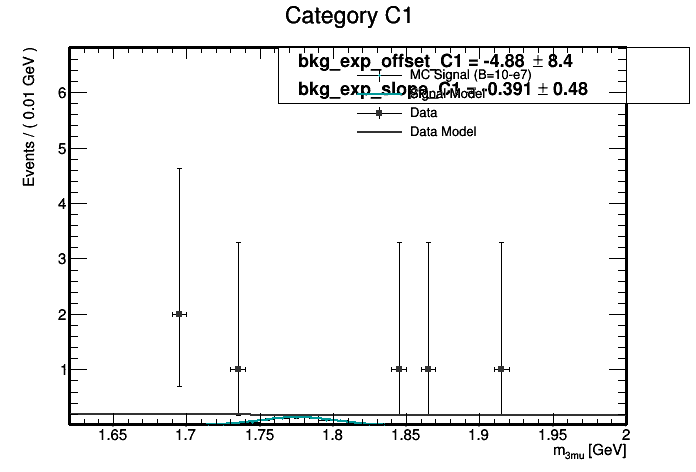 Category C1
Events / ( 0.01 GeV )
bkg_exp_offset_C1 = -4.88 ± 8.4
MC Signal (B=10-e7)
bkg_exp_slope_C1 = -0.391 ± 0.48
Signal Model
Data
Data Model
6
5
4
3
2
1
1.65 1.7 1.75 1.8 1.85 1.9 1.95 2
m3mu [GeV]